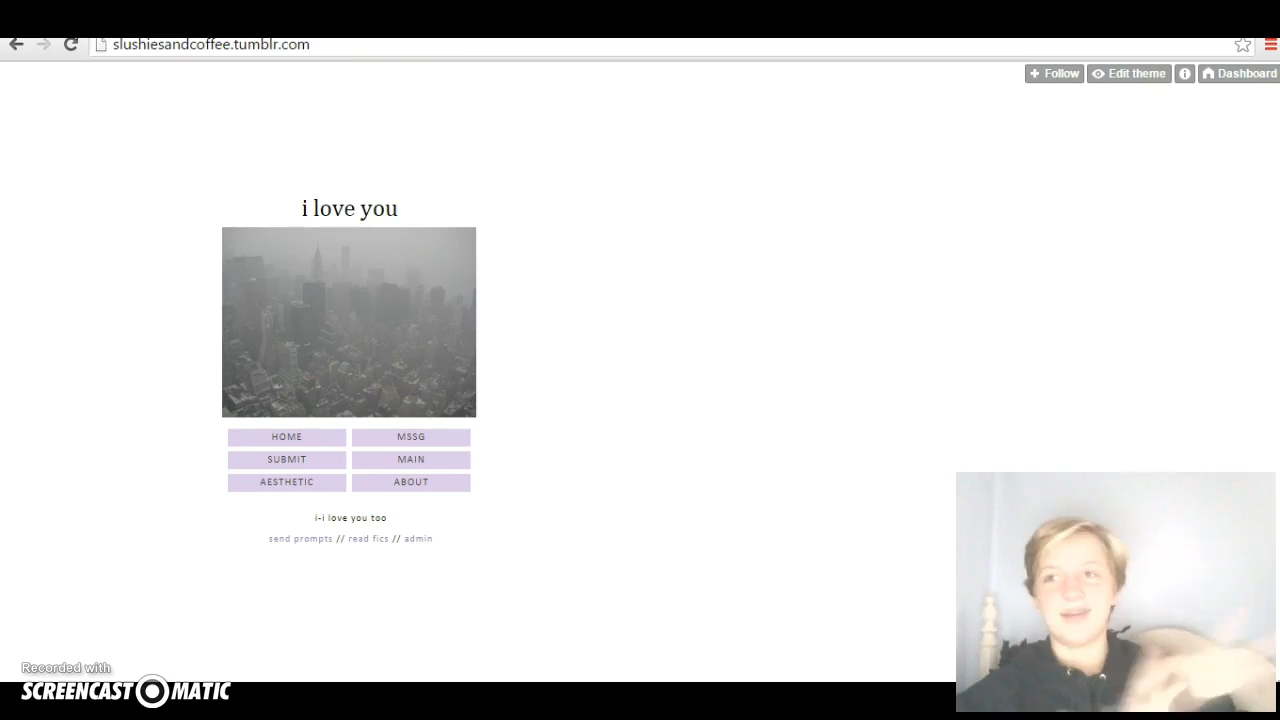 slushiesandcoffee.tumblr.com
+ Follow Edit theme Dashboard
i love you
HOME MSSG
SUBMIT MAIN
AESTHETIC ABOUT
i-i love you too
send prompts // read fics // admin
Recorded with
SCREENCAST-O-MATIC